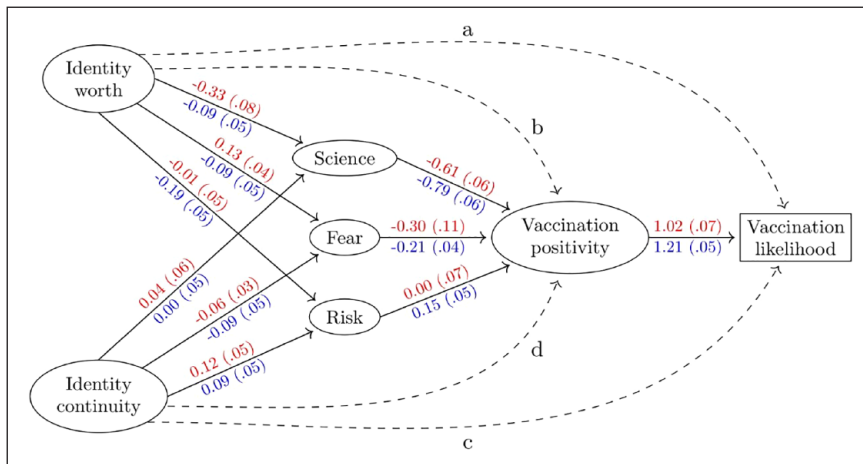 a
Identity
worth
-0.33 (.08)
-0.09 (.05)
b
0.13 (.04)
-0.09 (.05)
Science
-0.61 (.06)
-0.79 (.06)
-0.01 (.05)
-0.19 (.05)
Fear
-0.30 (.11)
-0.21 (.04)
Vaccination
positivity
1.02 (.07)
1.21 (.05)
Vaccination
likelihood
0.04 (.06)
0.00 (.05)
-0.06 (.03)
-0.09 (.05)
0.00 (.07)
0.15 (.05)
Risk
0.12 (.05)
0.09 (.05)
d
Identity
continuity
c